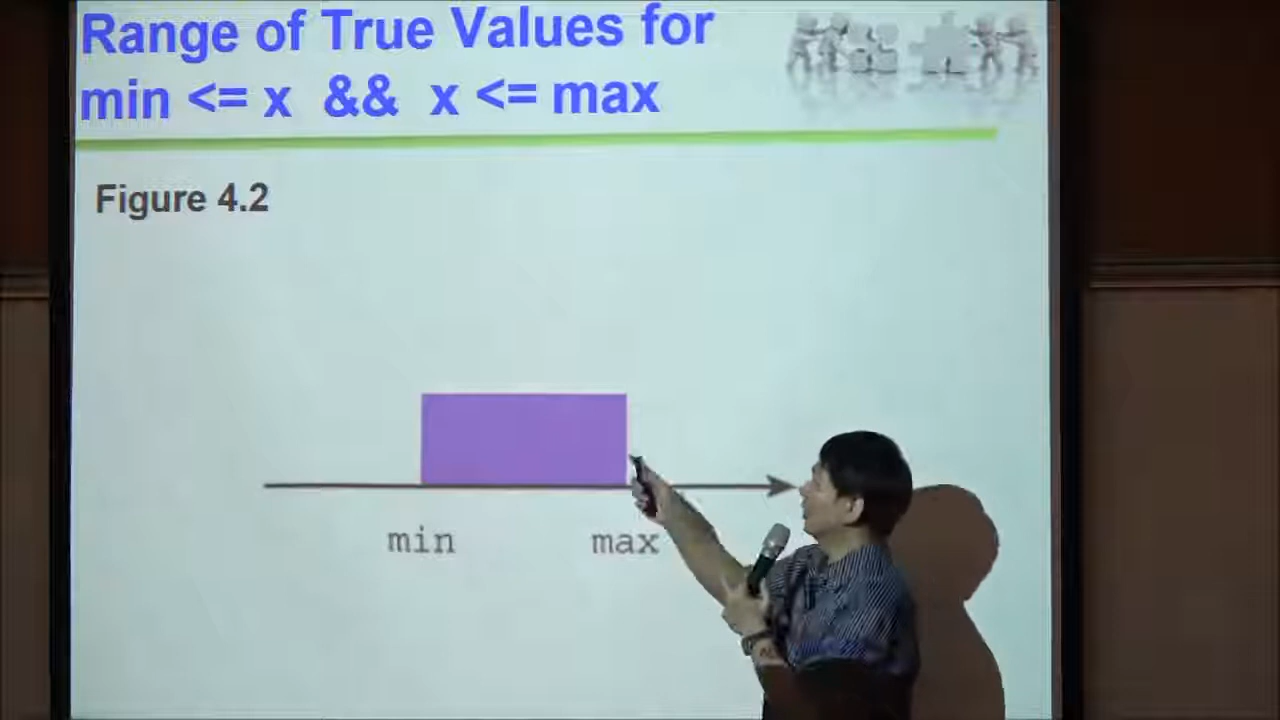 Range of True Values for
min <= x && x <= max
Figure 4.2
min max